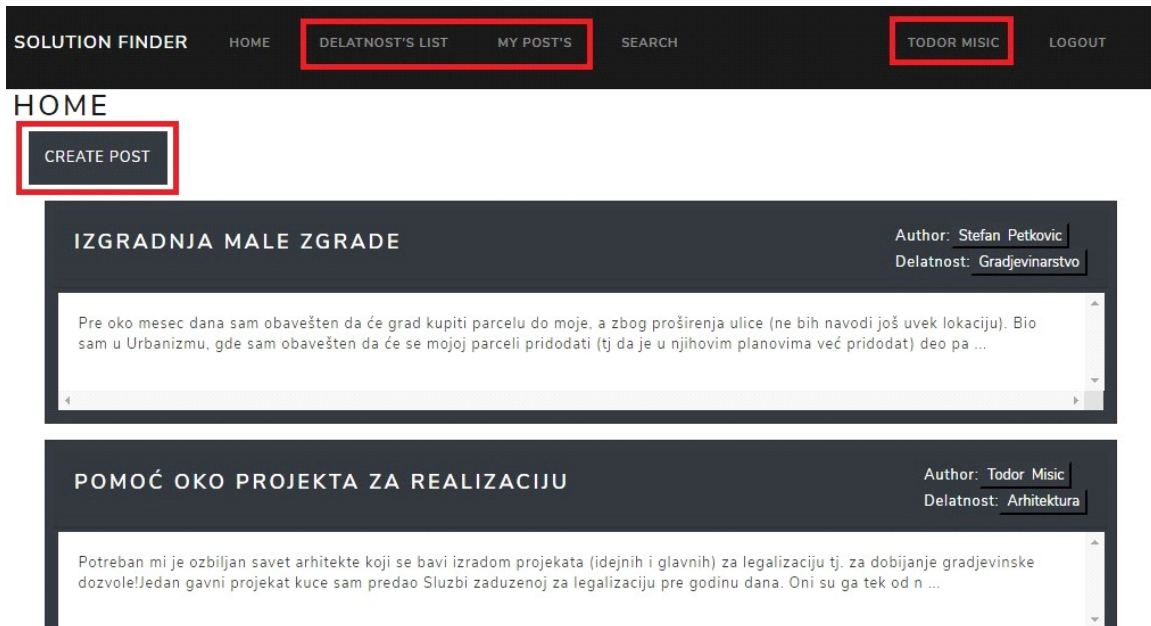 SOLUTION FINDER HOME DELATNOST'S LIST MY POST'S SEARCH TODOR MISIC LOGOUT
HOME
CREATE POST
IZGRADNJA MALE ZGRADE
Author: Stefan Petkovic
Delatnost: Gradjevinarstvo
Pre oko mesec dana sam obavešten da će grad kupiti parcelu do moje, a zbog proširenja ulice (ne bih navodi još uvek lokaciju). Bio
sam u Urbanizmu, gde sam obavešten da će se mojoj parceli pridodati (tj da je u njihovim planovima već pridodat) deo pa ...
POMOĆ OKO PROJEKTA ZA REALIZACIJU
Author: Todor Misic
Delatnost: Arhitektura
Potreban mi je ozbiljan savet arhitekte koji se bavi izradom projekata (idejnih i glavnih) za legalizaciju tj. za dobijanje gradjevinske
dozvole!Jedan gavni projekat kuce sam predao Sluzbi zaduzenoj za legalizaciju pre godinu dana. Oni su ga tek od n ...